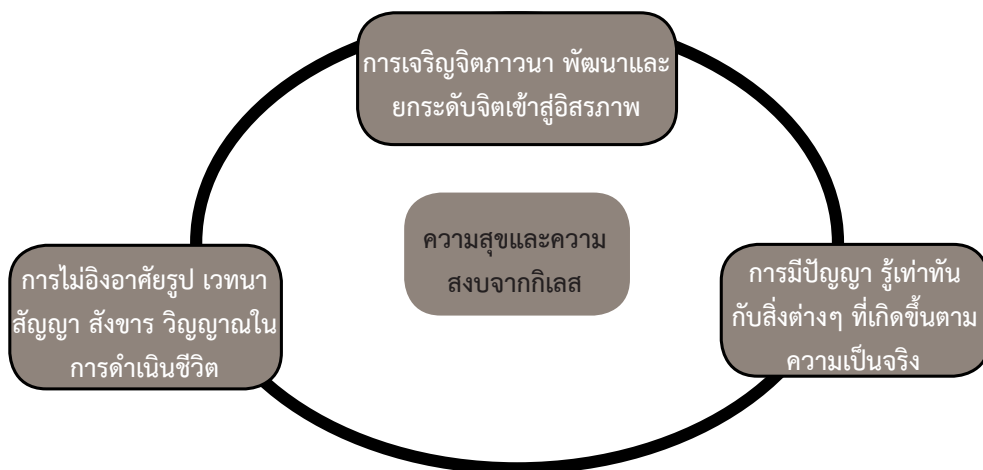 การเจริญจิตภาวนา พัฒนาและ
ยกระดับจิตเข้าสู่อิสรภาพ
ความสุขและความ
สงบจากกิเลส
การไม่อิงอาศัยรูป เวทนา
สัญญา สังขาร วิญญาณใน
การดำเนินชีวิต
การมีปัญญา รู้เท่าทัน
กับสิ่งต่างๆ ที่เกิดขึ้นตาม
ความเป็นจริง